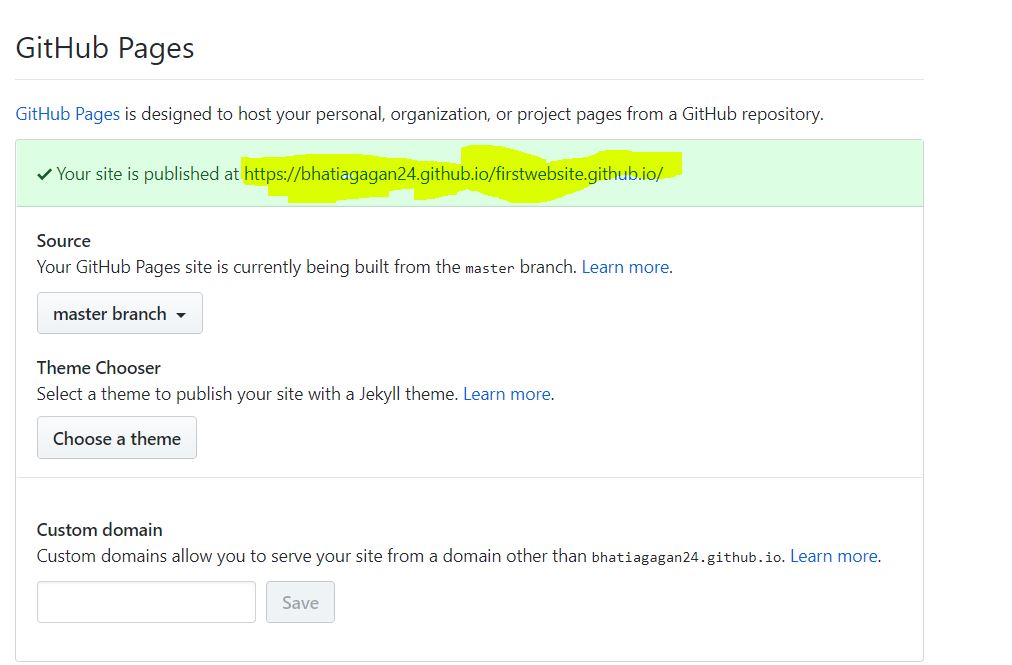 GitHub Pages
GitHub Pages is designed to host your personal, organization, or project pages from a GitHub repository.
✓ Your site is published at https://bhatiagagan24.github.io/firstwebsite.github.io/
Source
Your GitHub Pages site is currently being built from the master branch. Learn more.
master branch
Theme Chooser
Select a theme to publish your site with a Jekyll theme. Learn more.
Choose a theme
Custom domain
Custom domains allow you to serve your site from a domain other than bhatiagagan24.github.io. Learn more.
Save